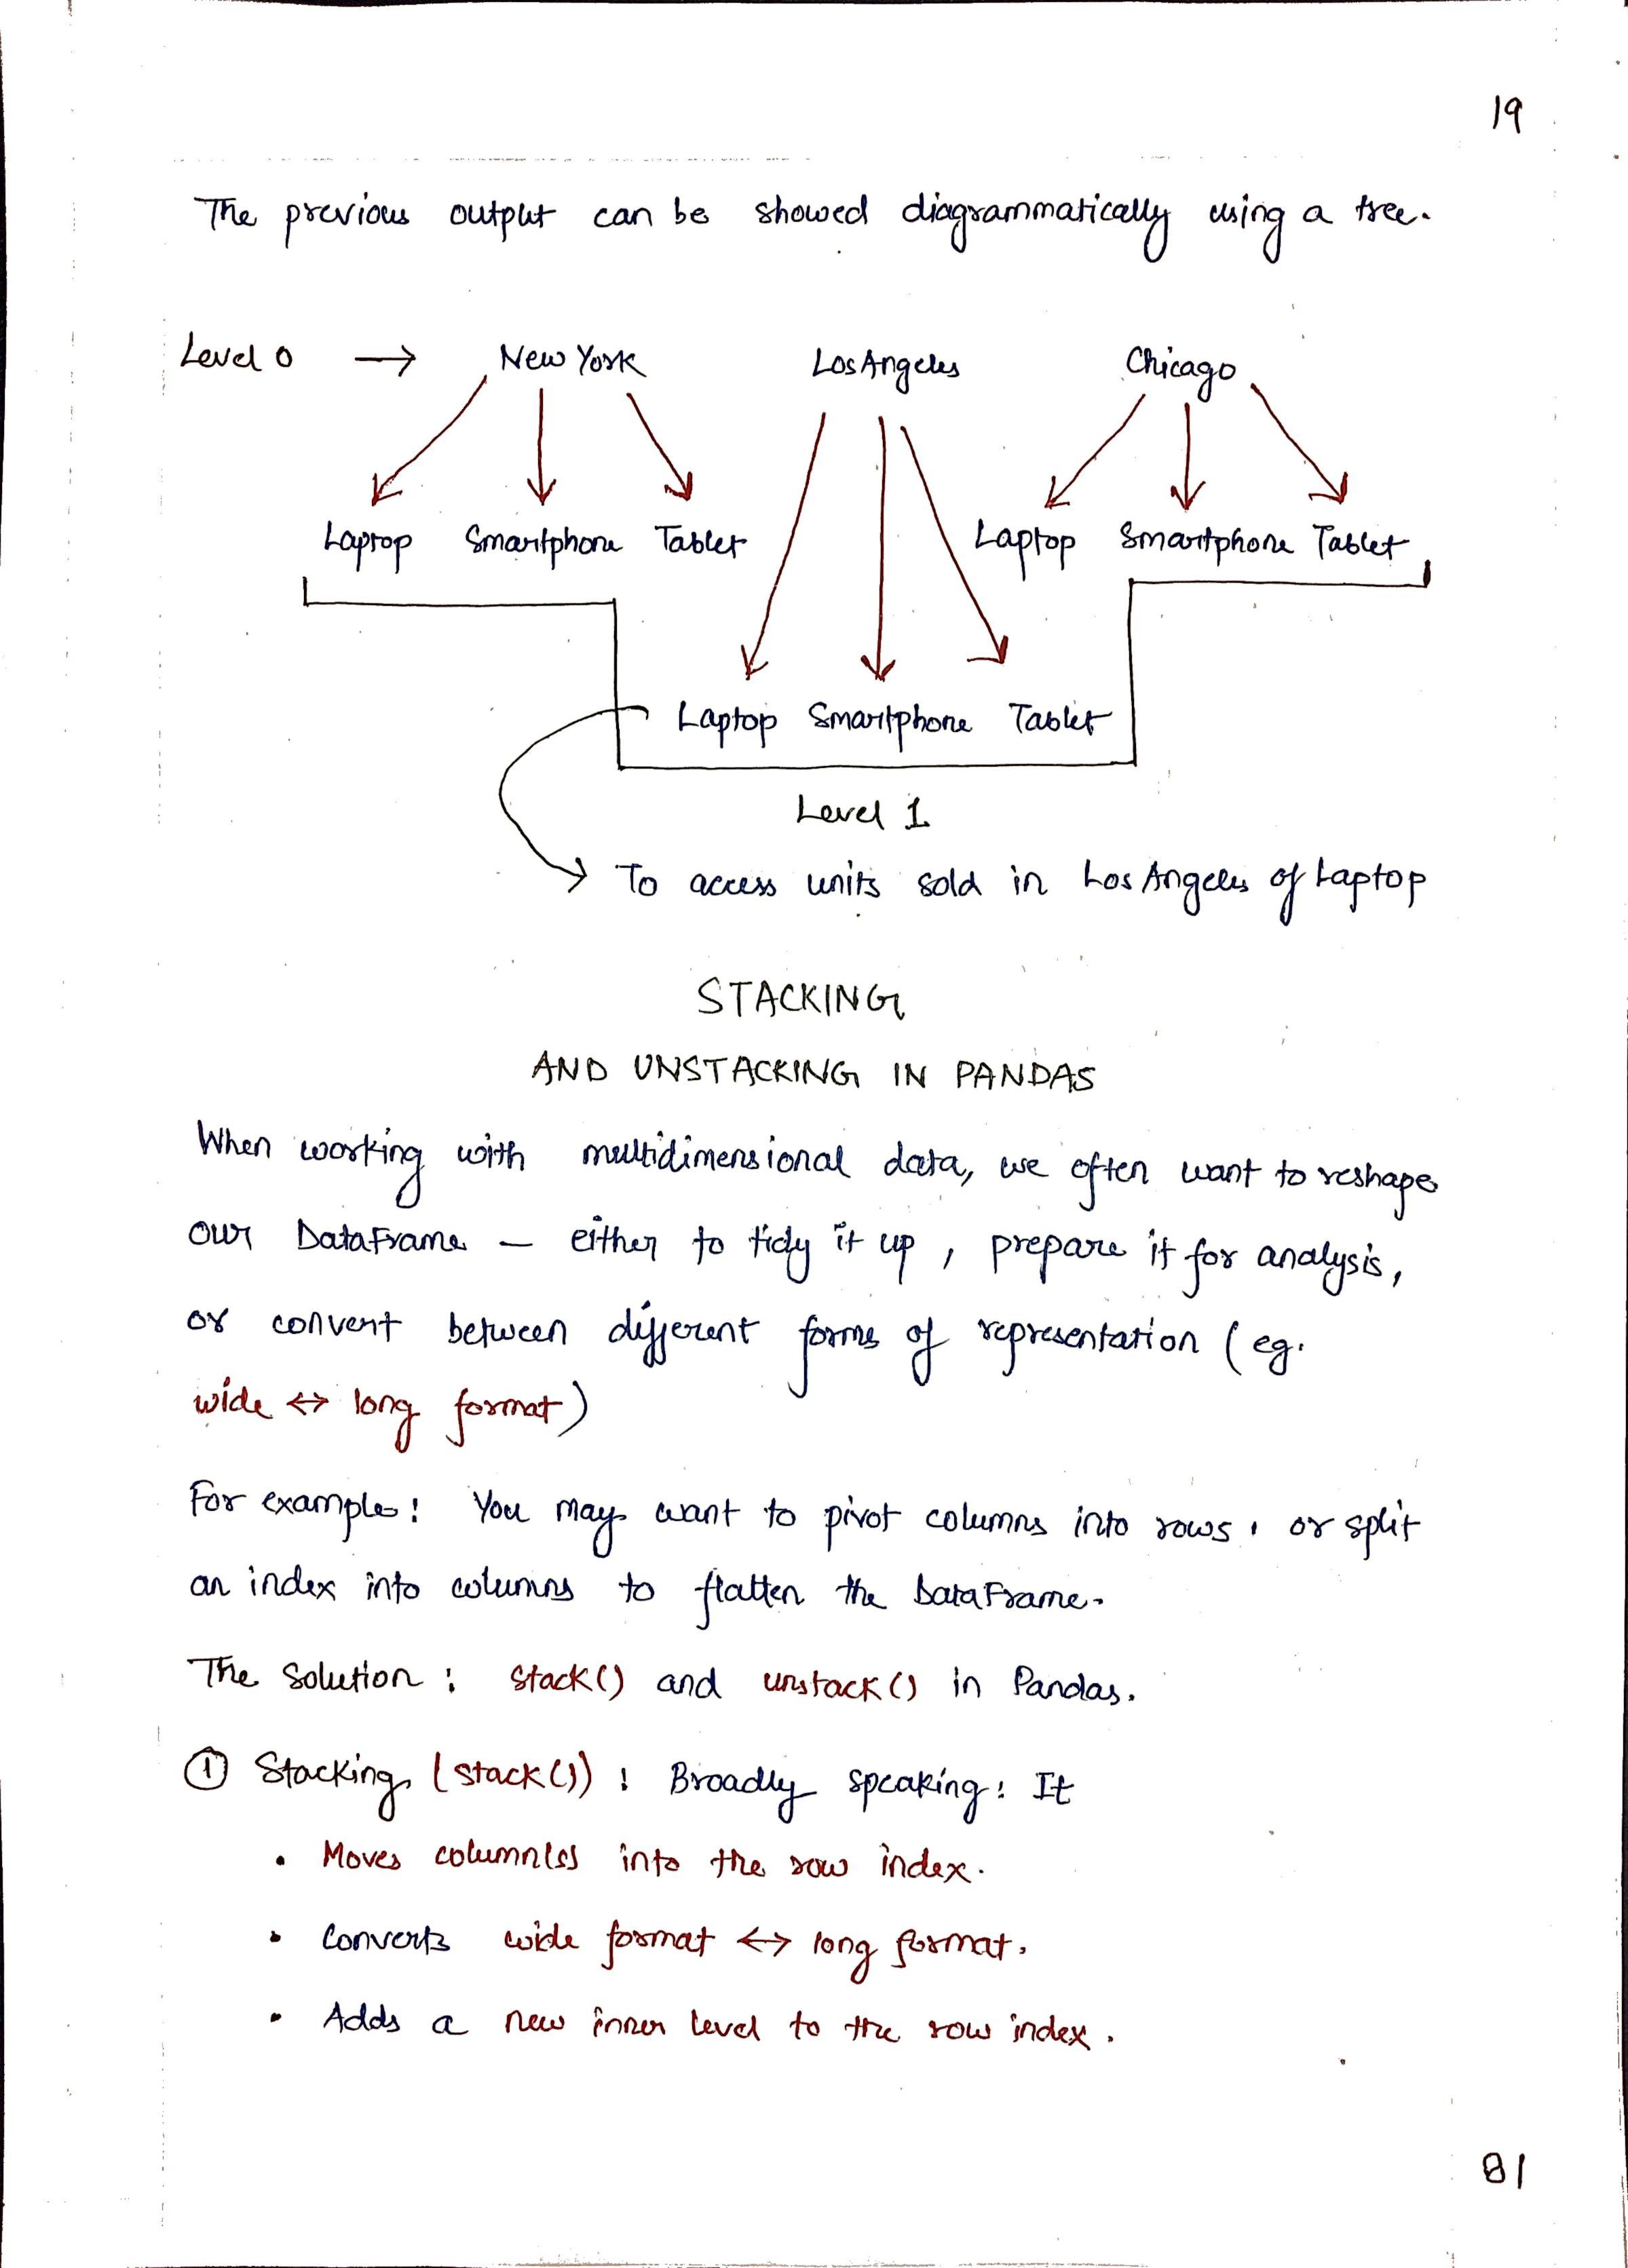 19
The previous output can be showed diagrammatically using a tree.
Level 0 → New York Los Angeles Chicago
Laptop Smartphone Tablet Laptop Smartphone Tablet
Laptop Smartphone Tablet
Level 1
→ To access units sold in Los Angeles of Laptop
STACKING
AND UNSTACKING IN PANDAS
When working with multidimensional data, we often want to reshape
our DataFrame — either to tidy it up, prepare it for analysis,
or convert between different forms of representation (eg.
wide ↔ long format)
For example: You may want to pivot columns into rows, or split
an index into columns to flatten the DataFrame.
The Solution: stack() and unstack() in Pandas.
① Stacking (stack()): Broadly speaking: It
• Moves column(s) into the row index.
• Converts wide format ↔ long format.
• Adds a new inner level to the row index.
81